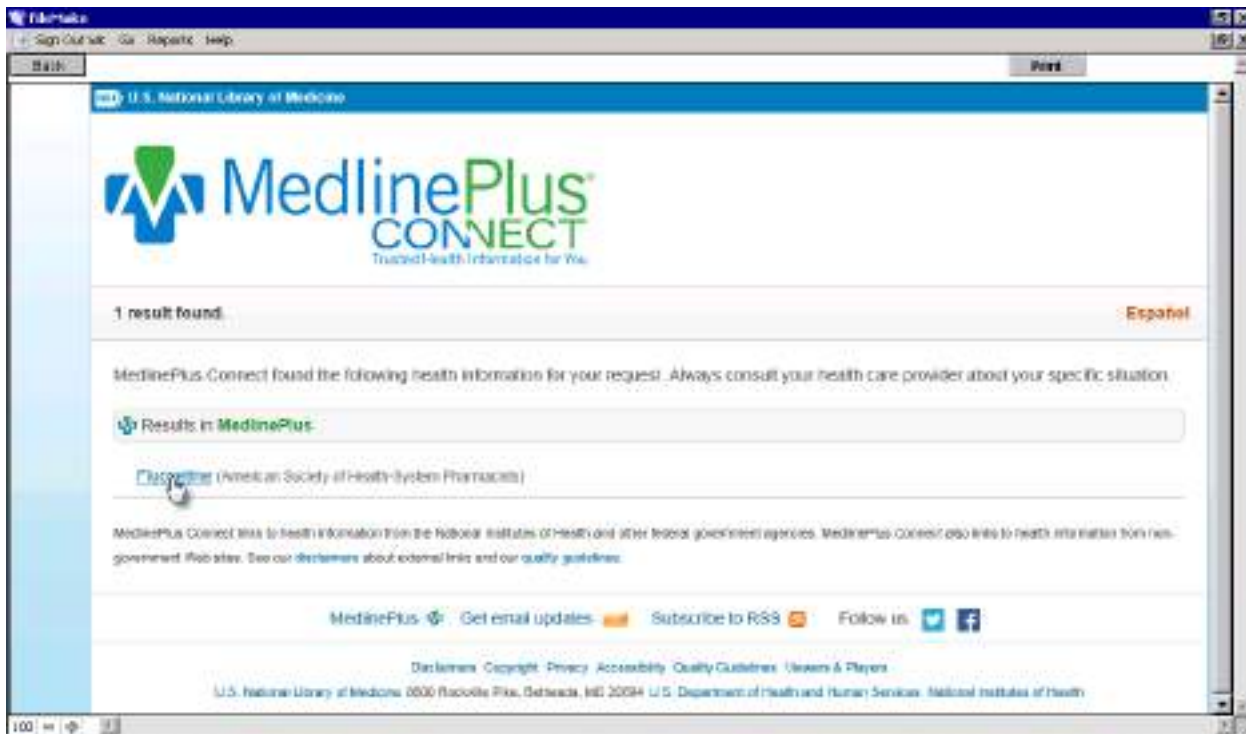 FileMake
Sign Out Go Reports Help
Back Print
U.S. National Library of Medicine
MedlinePlus
CONNECT
Trusted Health Information for You
1 result found. Español
MedlinePlus Connect found the following health information for your request. Always consult your health care provider about your specific situation
Results in MedlinePlus
(American Society of Health-System Pharmacists)
MedlinePlus Connect links to health information from the National Institutes of Health and other federal government agencies. MedlinePlus Connect also links to health information from non-
government Web sites. See our disclaimers about external links and our quality guidelines.
MedlinePlus Get email updates Subscribe to RSS Follow us
Disclaimers Copyright Privacy Accessibility Quality Guidelines Viewers & Players
U.S. National Library of Medicine 8600 Rockville Pike, Bethesda, MD 20894 U.S. Department of Health and Human Services National Institutes of Health
100